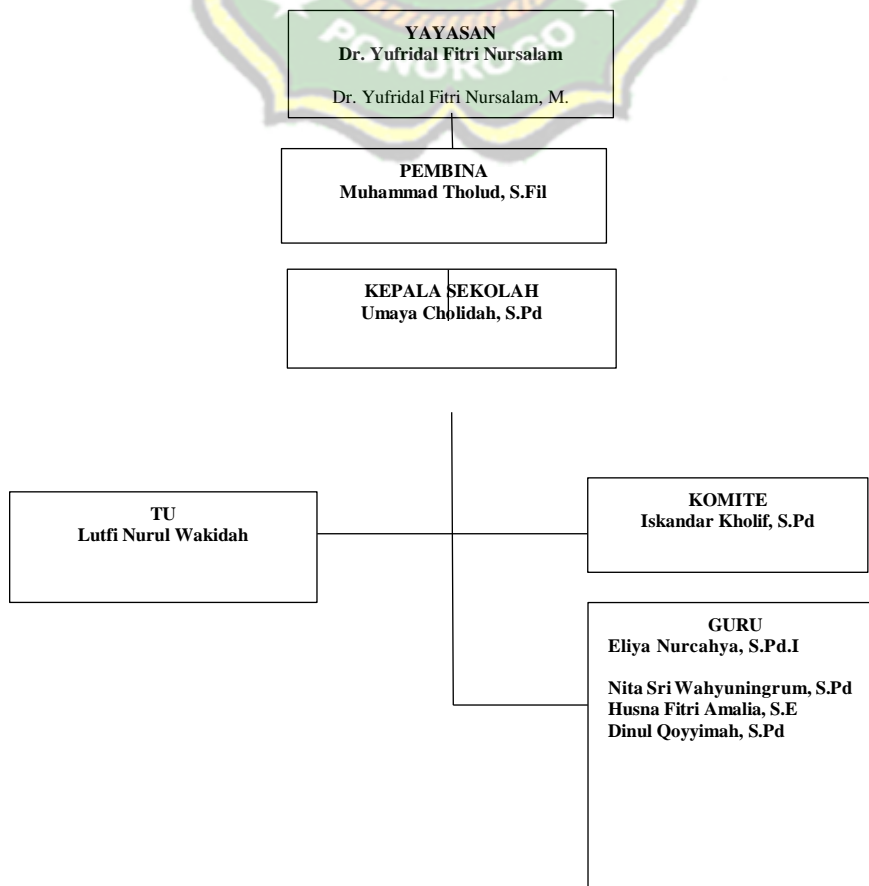 PONOROGO
YAYASAN
Dr. Yufridal Fitri Nursalam
Dr. Yufridal Fitri Nursalam, M.
PEMBINA
Muhammad Tholud, S.Fil
KEPALA SEKOLAH
Umaya Cholidah, S.Pd
TU
Lutfi Nurul Wakidah
KOMITE
Iskandar Kholif, S.Pd
GURU
Eliya Nurcahya, S.Pd.I
Nita Sri Wahyuningrum, S.Pd
Husna Fitri Amalia, S.E
Dinul Qoyyimah, S.Pd